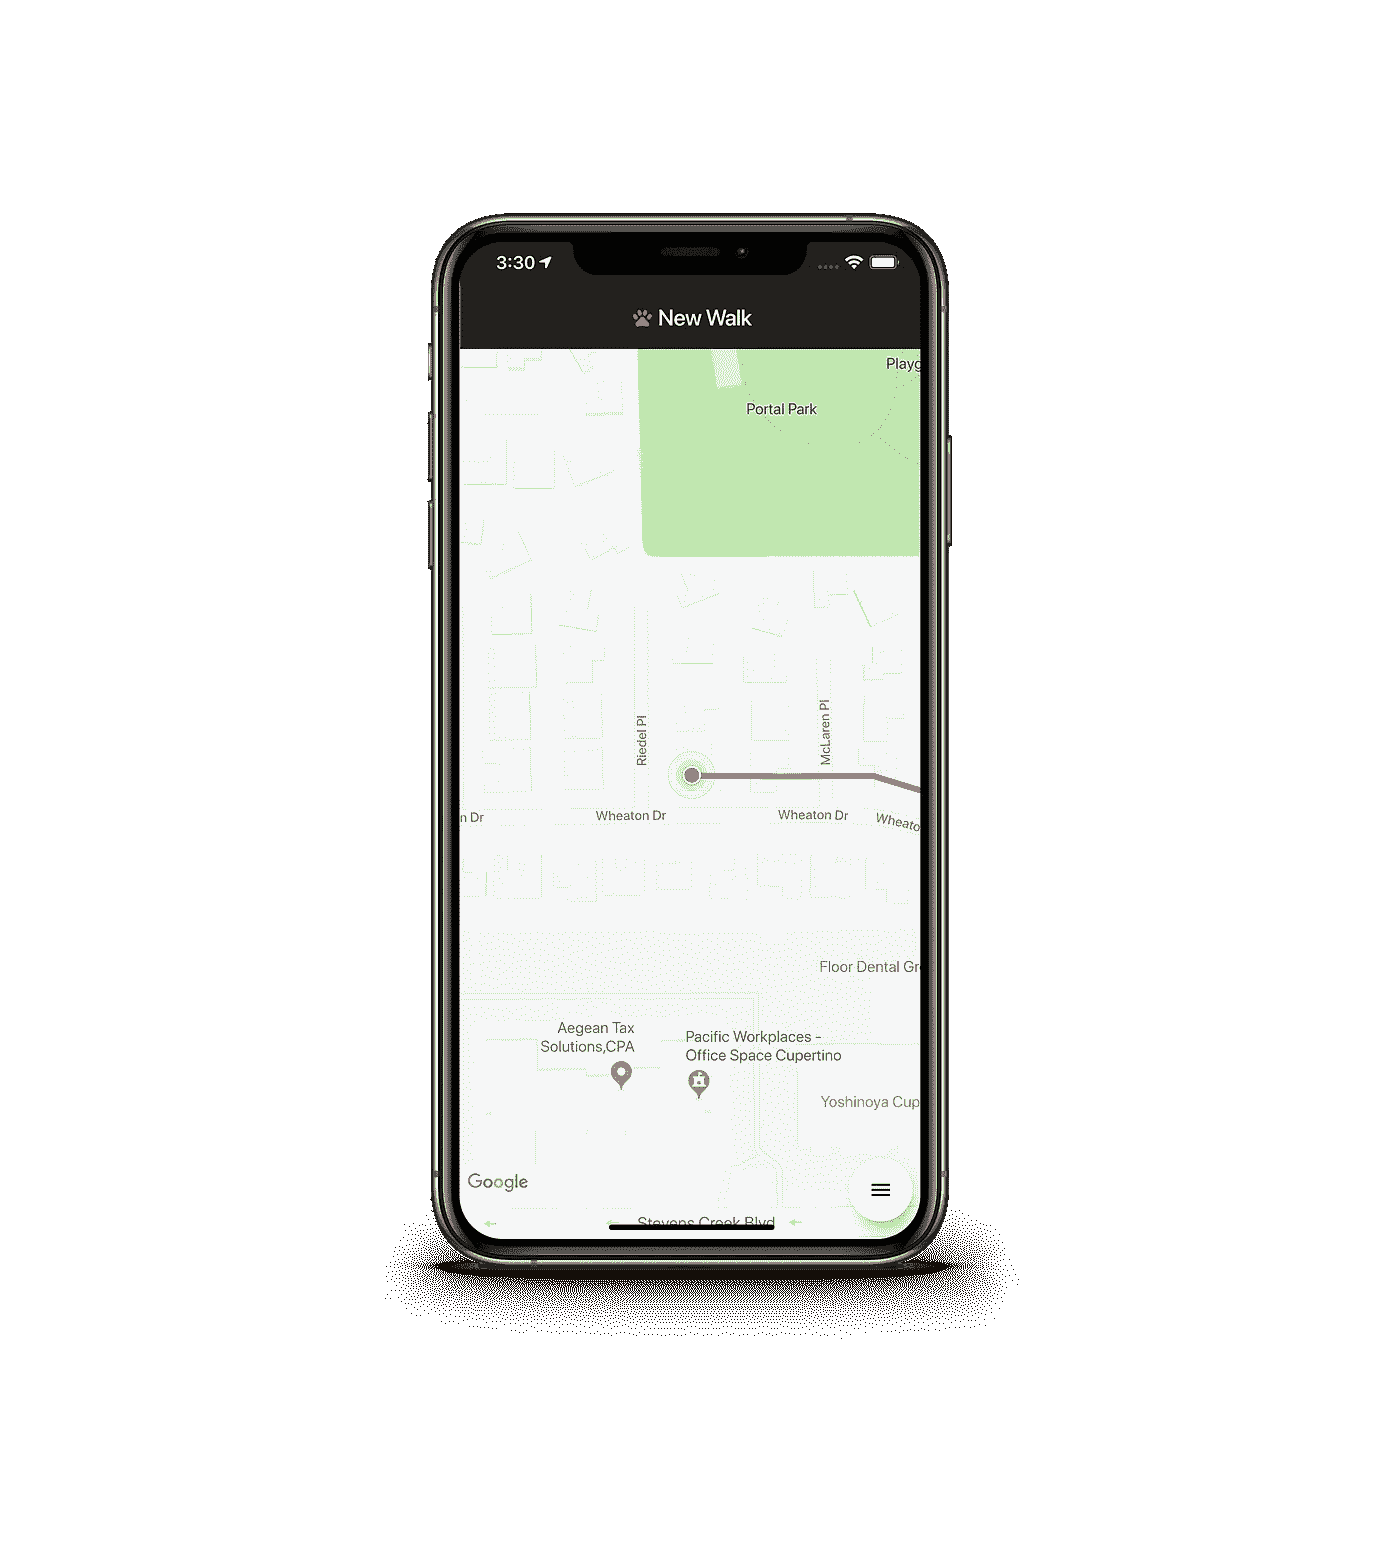 3:30
New Walk
Playg
Portal Park
Riedel Pl
McLaren Pl
n Dr
Wheaton Dr
Wheaton Dr
Wheato
Floor Dental Gr
Aegean Tax
Solutions,CPA
Pacific Workplaces -
Office Space Cupertino
Yoshinoya Cup
Google
Stevens Creek Blvd